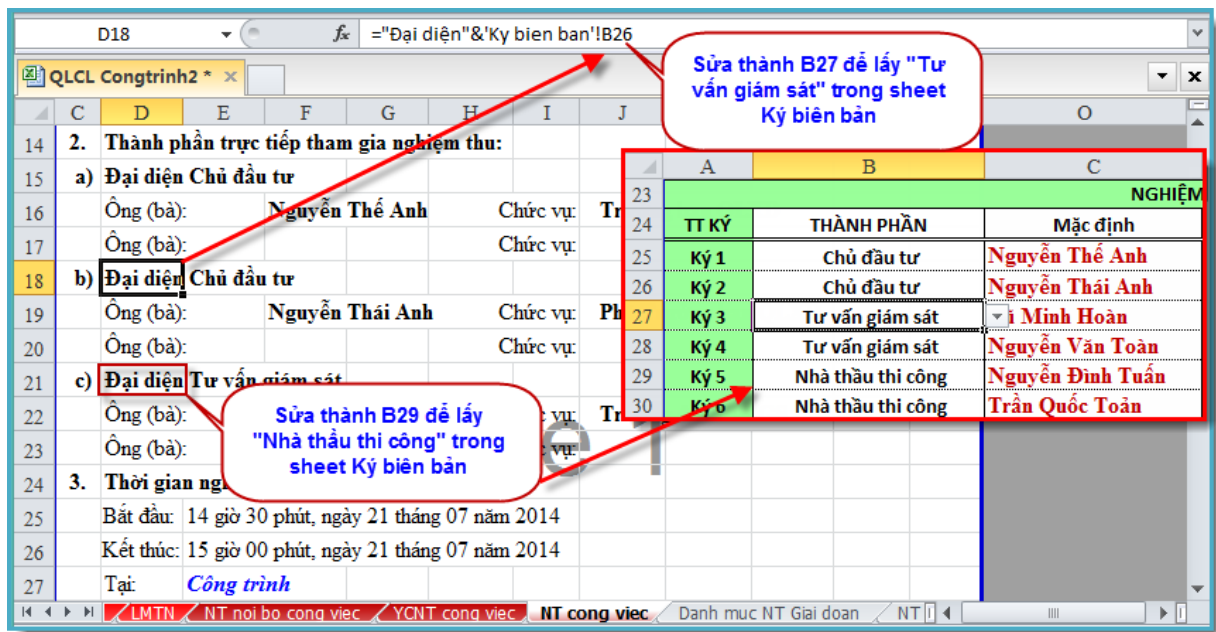 D18 fx ="Đại diện"&'Ky bien ban'!B26
QLCL Congtrinh2 * x
Sửa thành B27 để lấy "Tư
vấn giám sát" trong sheet
Ký biên bản
C D E F G H I J O
14 2. Thành phần trực tiếp tham gia nghiệm thu:
15 a) Đại diện Chủ đầu tư
16 Ông (bà): Nguyễn Thế Anh Chức vụ: Tr
17 Ông (bà): Chức vụ:
18 b) Đại diện Chủ đầu tư
19 Ông (bà): Nguyễn Thái Anh Chức vụ: Ph
20 Ông (bà): Chức vụ:
21 c) Đại diện Tư vấn giám sát
22 Ông (bà): vụ: Tr
23 Ông (bà): vụ:
24 3. Thời gian
25 Bắt đầu: 14 giờ 30 phút, ngày 21 tháng 07 năm 2014
26 Kết thúc: 15 giờ 00 phút, ngày 21 tháng 07 năm 2014
27 Tại: Công trình
A B C
23 NGHIỆM
24 TT KÝ THÀNH PHẦN Mặc định
25 Ký 1 Chủ đầu tư Nguyễn Thế Anh
26 Ký 2 Chủ đầu tư Nguyễn Thái Anh
27 Ký 3 Tư vấn giám sát Minh Hoàn
28 Ký 4 Tư vấn giám sát Nguyễn Văn Toàn
29 Ký 5 Nhà thầu thi công Nguyễn Đình Tuấn
30 Ký 6 Nhà thầu thi công Trần Quốc Toản
Sửa thành B29 để lấy
"Nhà thầu thi công" trong
sheet Ký biên bản
LMTN NT noi bo cong viec YCNT cong viec NT cong viec Danh muc NT Giai doan NT